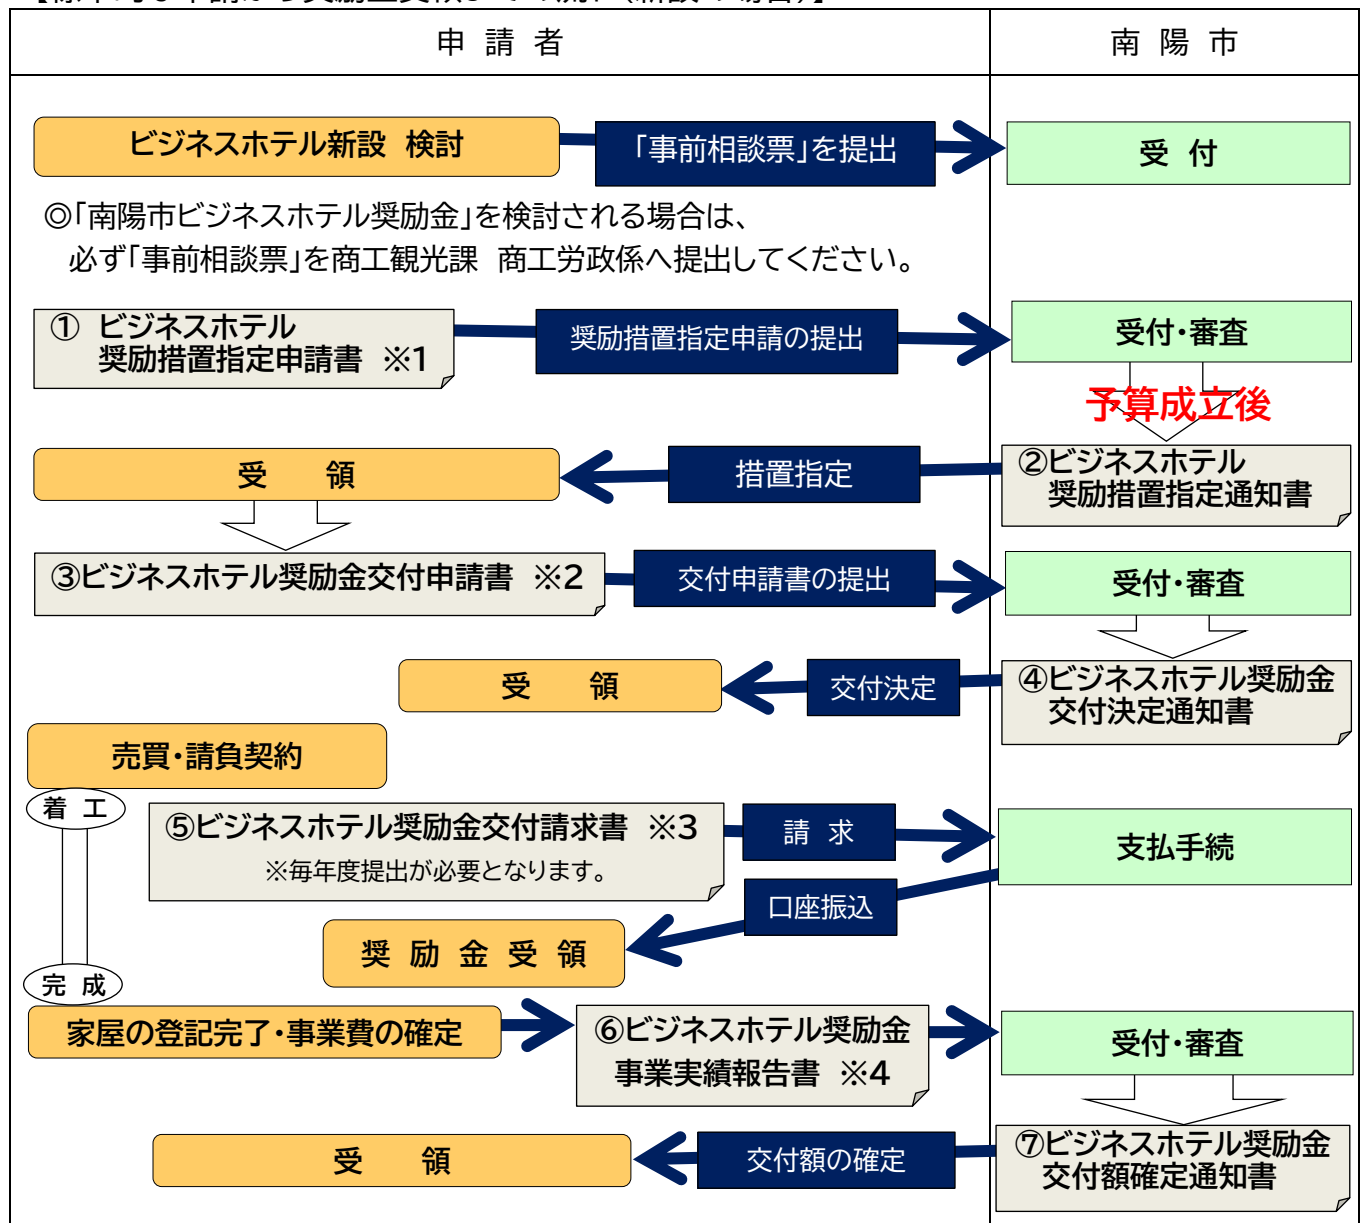 申 請 者
南 陽 市
ビジネスホテル新設 検討
「事前相談票」を提出
受 付
◎「南陽市ビジネスホテル奨励金」を検討される場合は、
必ず「事前相談票」を商工観光課 商工労政係へ提出してください。
① ビジネスホテル
奨励措置指定申請書 ※1
奨励措置指定申請の提出
受付・審査
予算成立後
受 領
措置指定
②ビジネスホテル
奨励措置指定通知書
③ビジネスホテル奨励金交付申請書 ※2
交付申請書の提出
受付・審査
受 領
交付決定
④ビジネスホテル奨励金
交付決定通知書
売買・請負契約
着 工
⑤ビジネスホテル奨励金交付請求書 ※3
※毎年度提出が必要となります。
請 求
支払手続
口座振込
奨 励 金 受 領
完 成
家屋の登記完了・事業費の確定
⑥ビジネスホテル奨励金
事業実績報告書 ※4
受付・審査
受 領
交付額の確定
⑦ビジネスホテル奨励金
交付額確定通知書